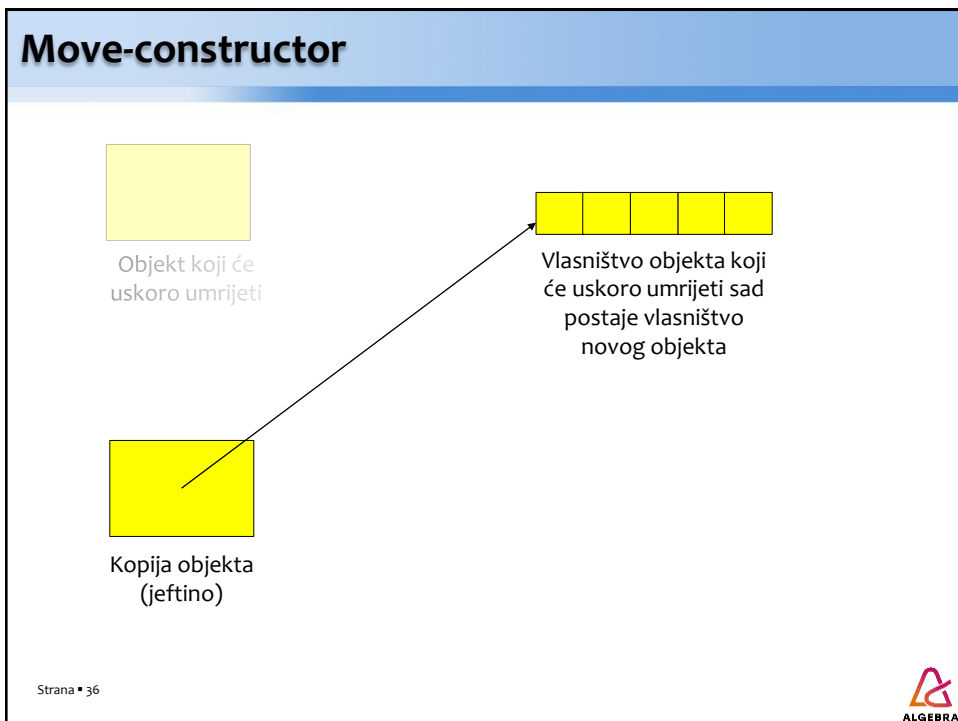 Move-constructor
Objekt koji će
uskoro umrijeti
Vlasništvo objekta koji
će uskoro umrijeti sad
postaje vlasništvo
novog objekta
Kopija objekta
(jeftino)
Strana ▪ 36
ALGEBRA